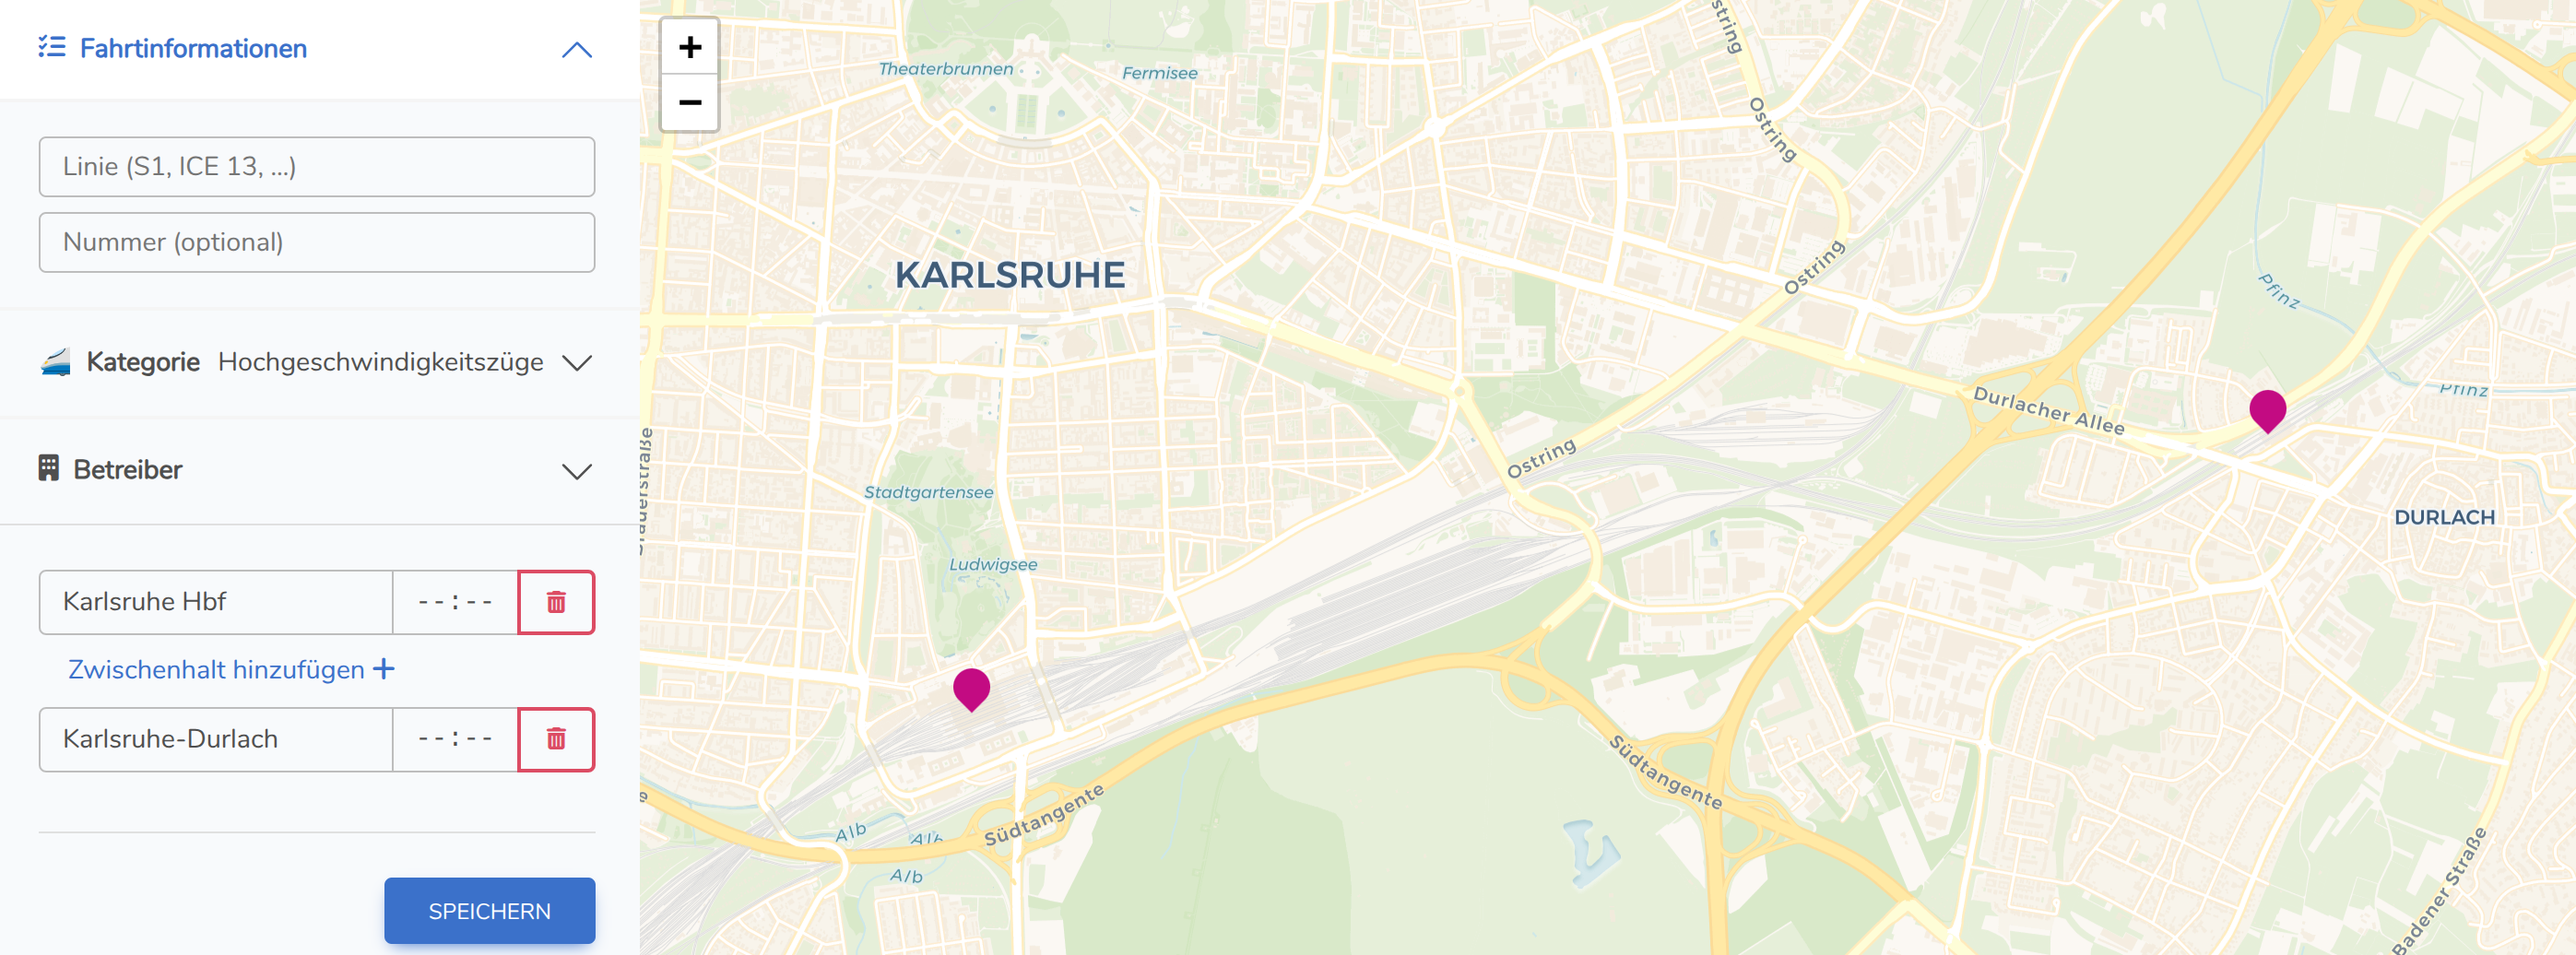 Fahrtinformationen
Linie (S1, ICE 13, ...)
Nummer (optional)
Kategorie Hochgeschwindigkeitszüge
Betreiber
Karlsruhe Hbf --:--
Zwischenhalt hinzufügen +
Karlsruhe-Durlach --:--
SPEICHERN
+
−
Theaterbrunnen
Fermisee
Ostring
Ostring
KARLSRUHE
Ostring
Pfinz
Pfinz
Durlacher Allee
Ostring
Stadtgartensee
DURLACH
Ludwigsee
Südtangente
Südtangente
Alb
Alb
Alb
Badener Straße